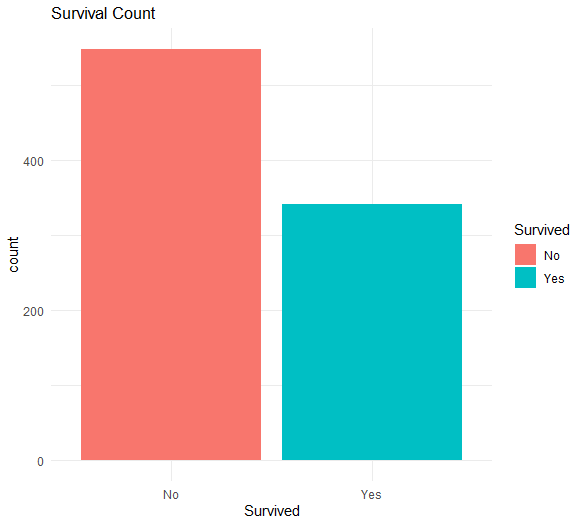 Survival Count
count
400
200
0
No
Yes
Survived
Survived
No
Yes